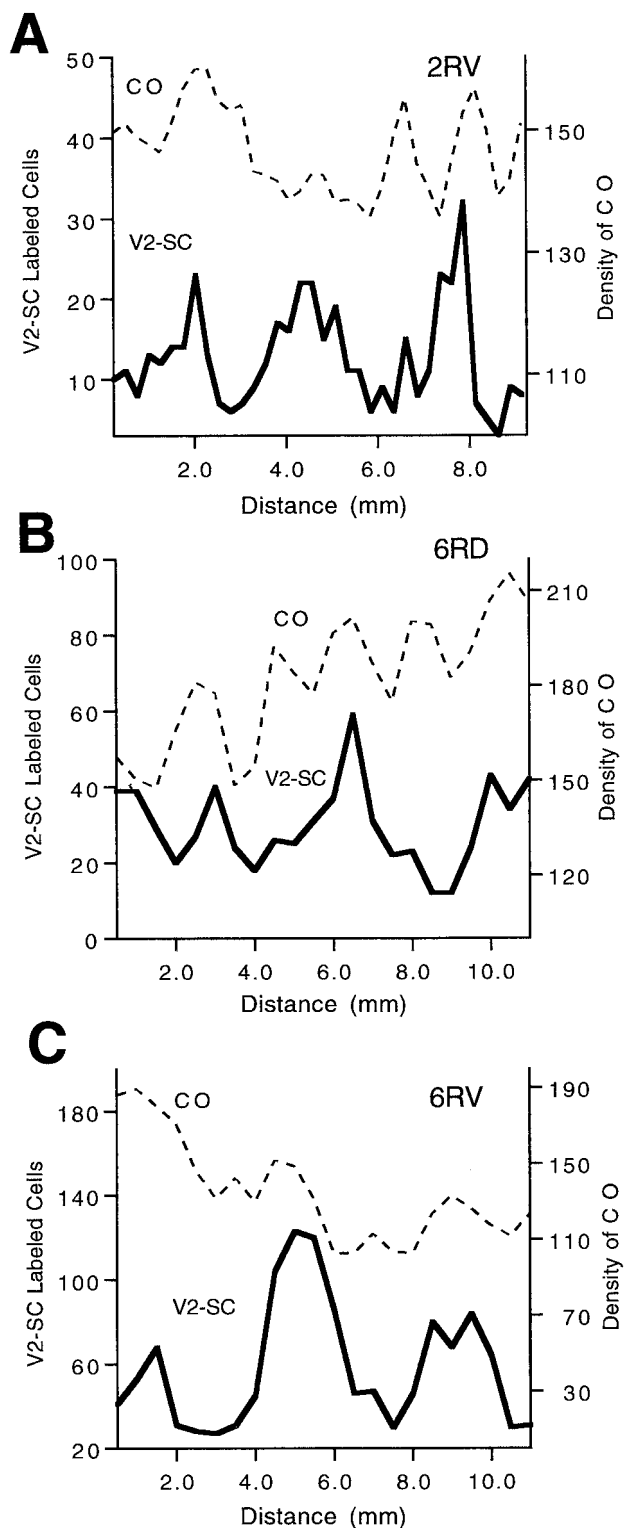 A
2RV
CO
V2-SC
50
40
30
20
10
V2-SC Labeled Cells
150
130
110
Density of CO
2.0 4.0 6.0 8.0
Distance (mm)
B
6RD
CO
V2-SC
100
80
60
40
20
0
V2-SC Labeled Cells
210
180
150
120
Density of CO
2.0 4.0 6.0 8.0 10.0
Distance (mm)
C
6RV
CO
V2-SC
180
140
100
60
20
V2-SC Labeled Cells
190
150
110
70
30
Density of CO
2.0 4.0 6.0 8.0 10.0
Distance (mm)